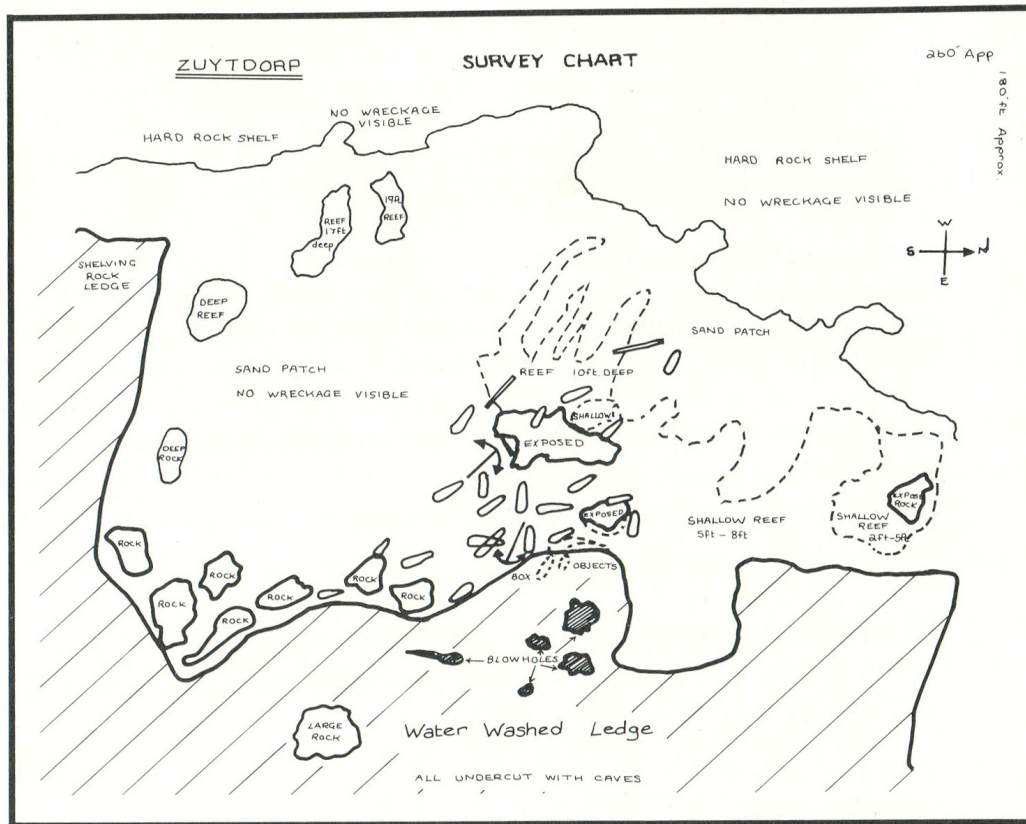 ZUYTDORP
SURVEY CHART
260' App
180' ft Approx.
NO WRECKAGE
VISIBLE
HARD ROCK SHELF
HARD ROCK SHELF
NO WRECKAGE VISIBLE
REEF
17ft
deep
REEF
W
S
N
E
SHELVING
ROCK
LEDGE
DEEP
REEF
SAND PATCH
SAND PATCH
NO WRECKAGE VISIBLE
REEF 10ft. DEEP
SHALLOW
EXPOSED
DEEP
ROCK
EXPOSED
SHALLOW REEF
5ft - 8ft
ROCK
SHALLOW
REEF
2ft-5ft
ROCK
ROCK
ROCK
ROCK
ROCK
ROCK
ROCK
BOX
OBJECTS
BLOWHOLES
LARGE
ROCK
Water Washed Ledge
ALL UNDERCUT WITH CAVES